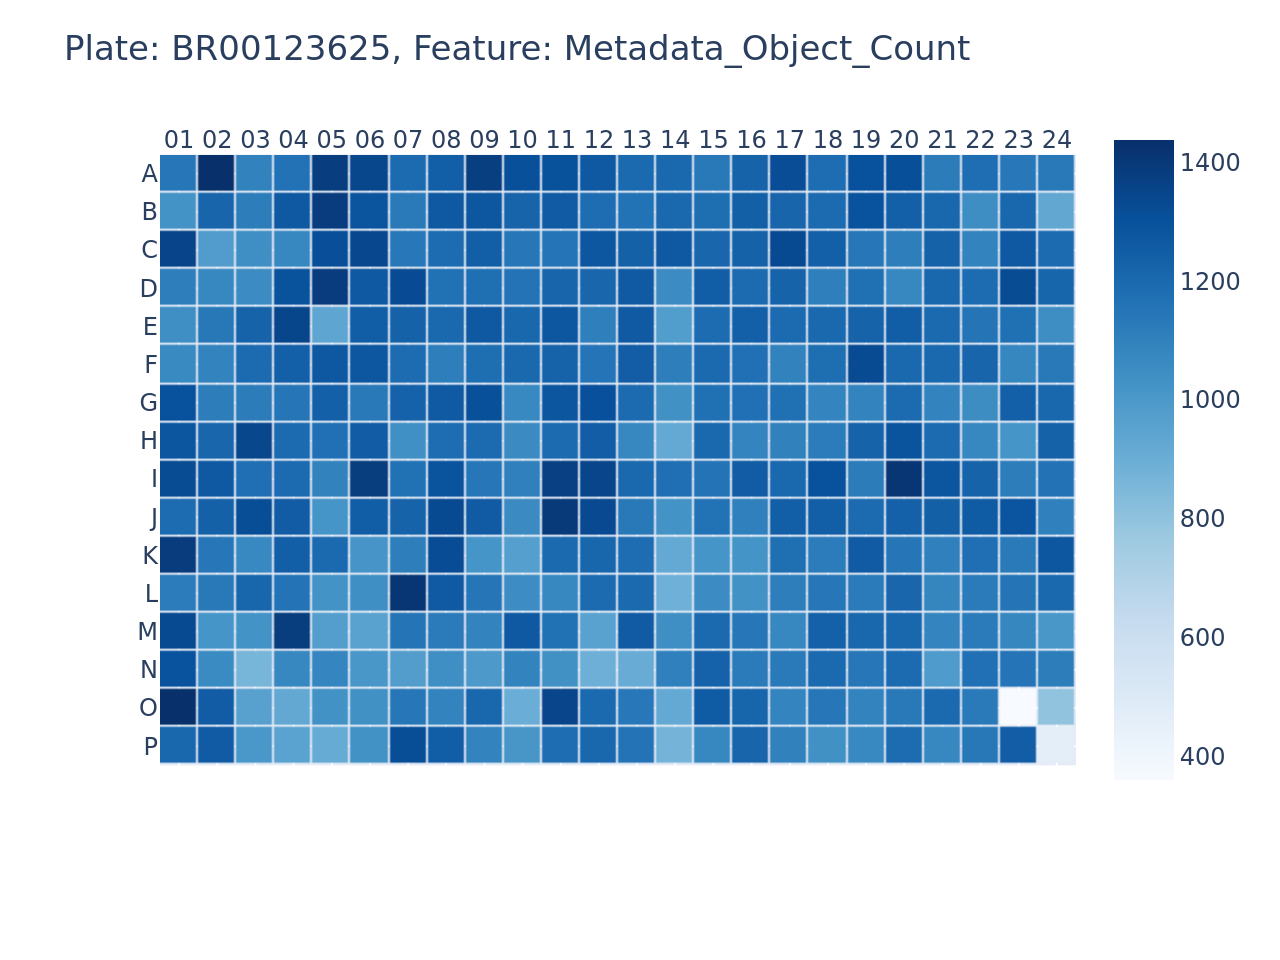 Plate: BR00123625, Feature: Metadata_Object_Count
01 02 03 04 05 06 07 08 09 10 11 12 13 14 15 16 17 18 19 20 21 22 23 24
A
B
C
D
E
F
G
H
I
J
K
L
M
N
O
P
1400
1200
1000
800
600
400